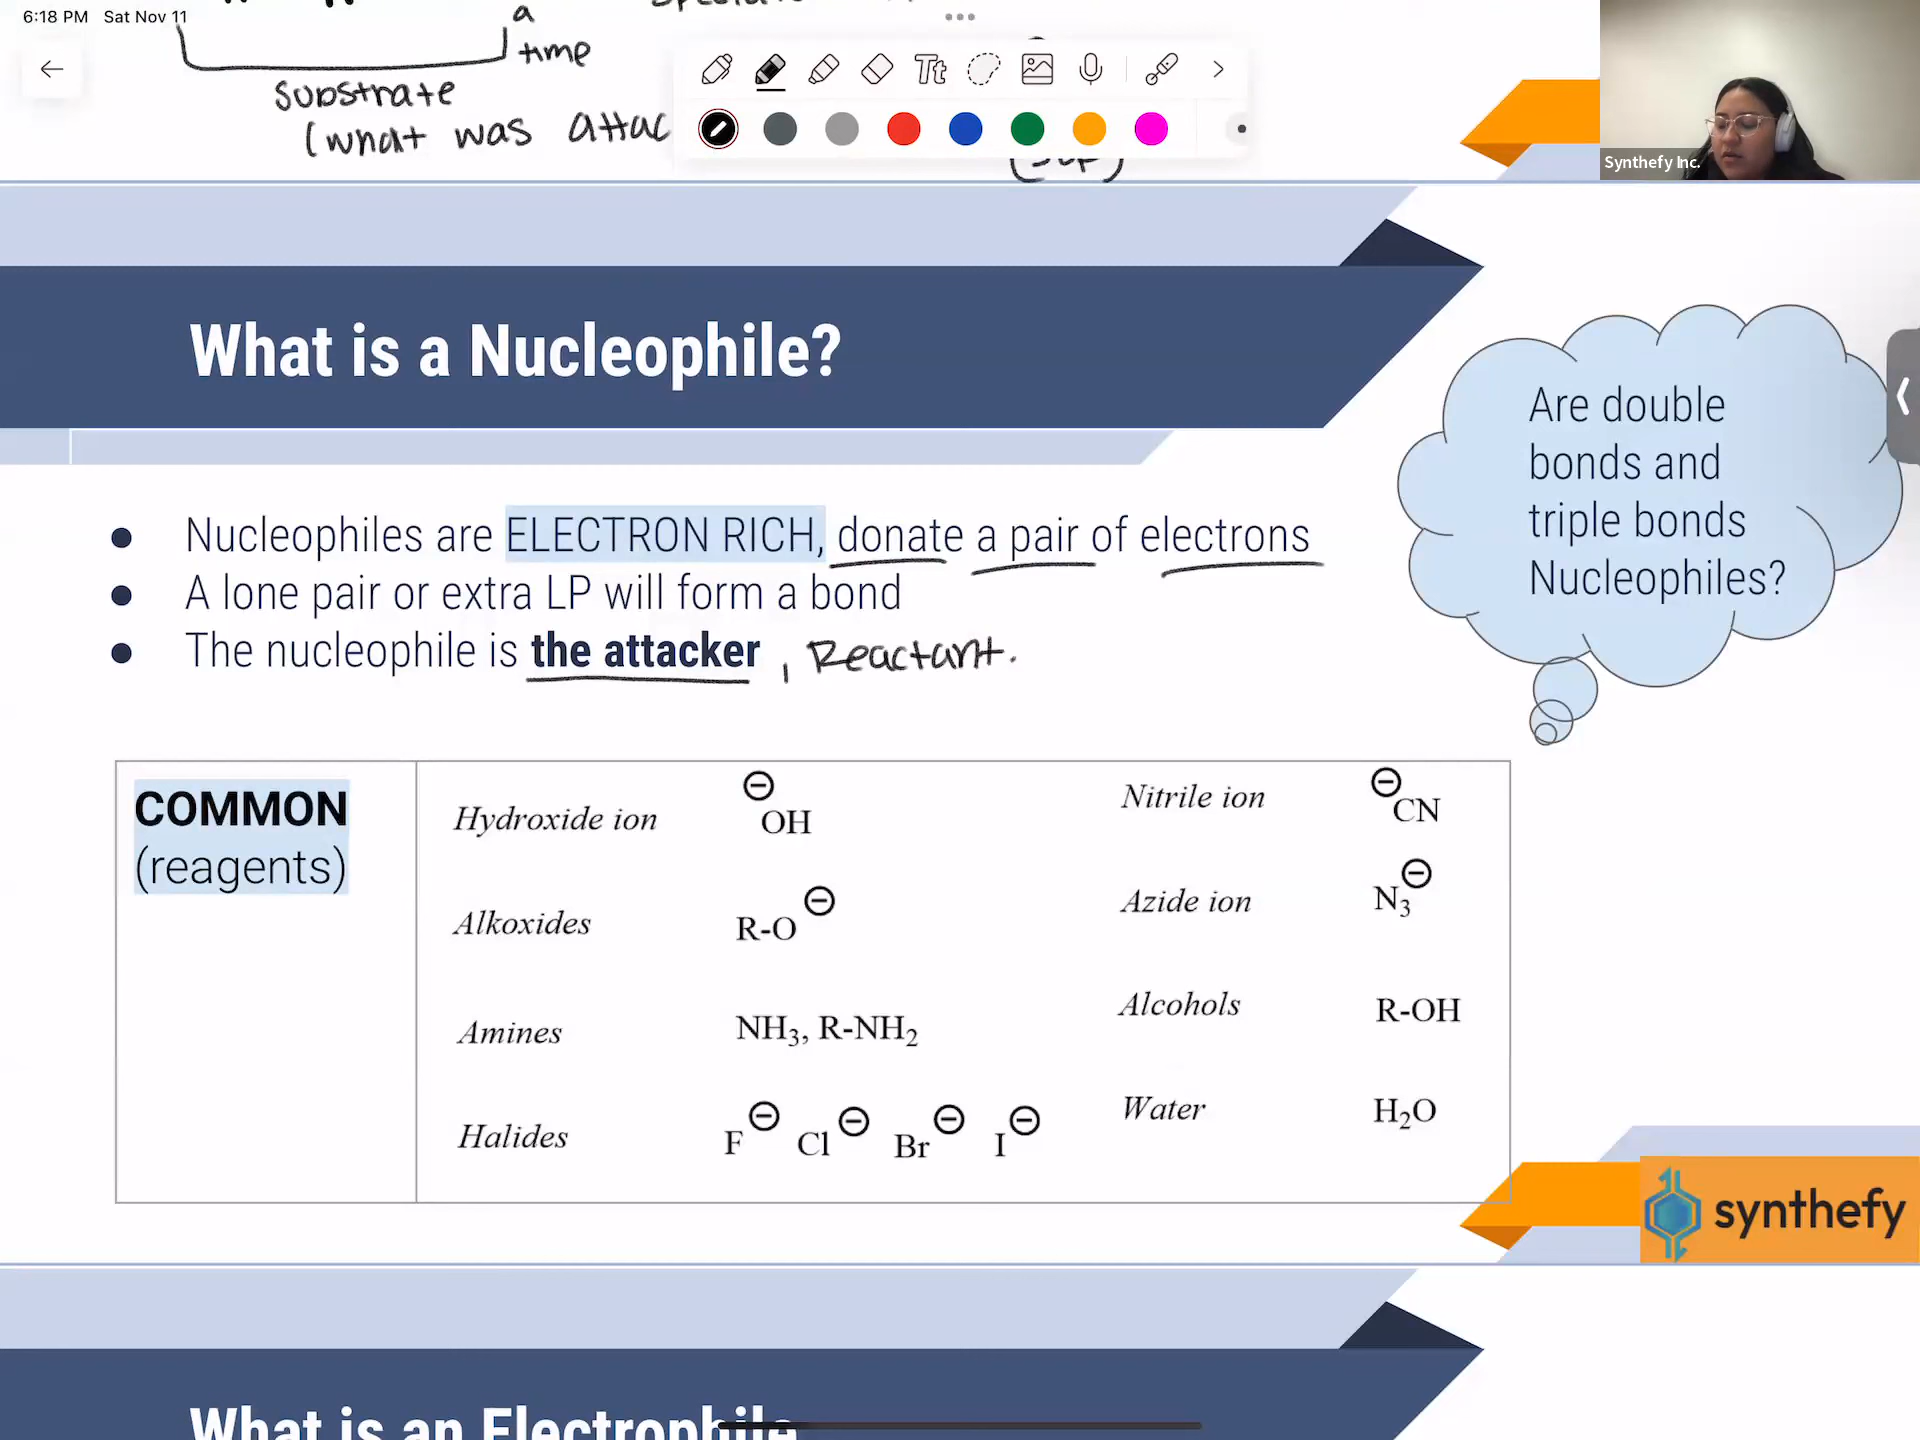 6:18 PM Sat Nov 11
a
time
substrate
(what was attac
Tt
Synthefy Inc.
What is a Nucleophile?
Are double
bonds and
triple bonds
Nucleophiles?
● Nucleophiles are ELECTRON RICH, donate a pair of electrons
● A lone pair or extra LP will form a bond
● The nucleophile is the attacker , Reactant.
COMMON
(reagents)
Hydroxide ion ⊖OH
Nitrile ion ⊖CN
Alkoxides R-O⊖
Azide ion N₃⊖
Amines NH₃, R-NH₂
Alcohols R-OH
Halides F⊖ Cl⊖ Br⊖ I⊖
Water H₂O
synthefy
What is an Electrophile